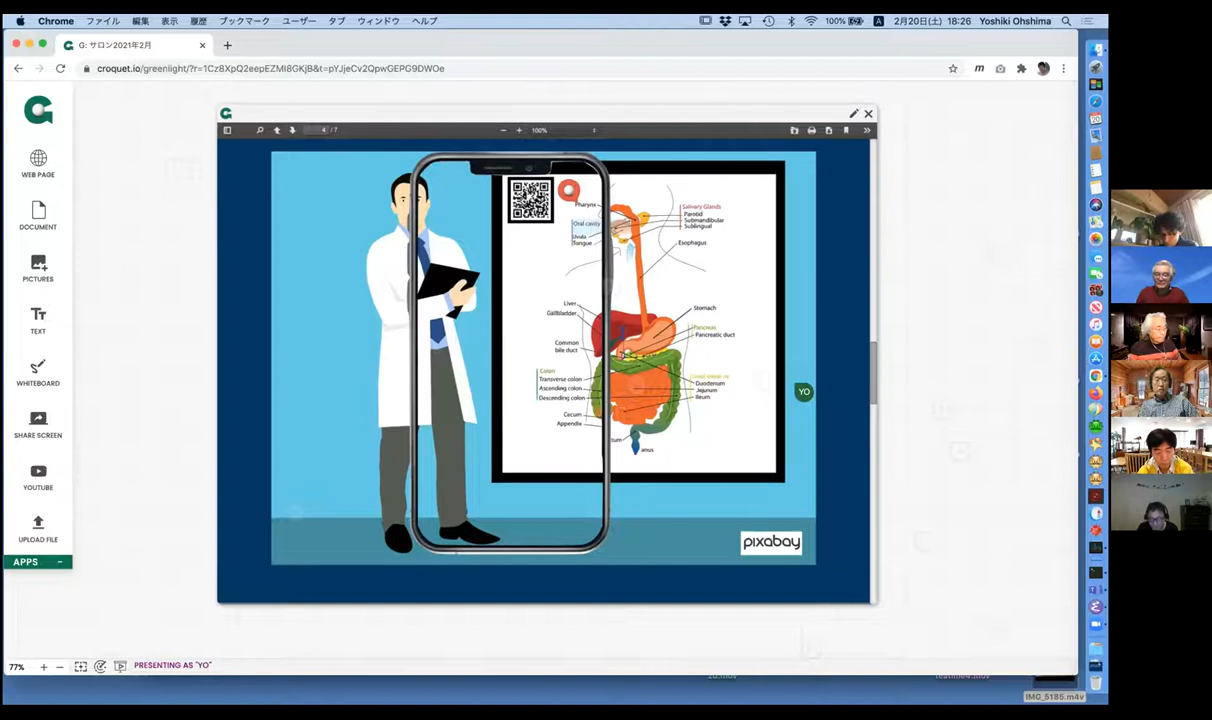 Chrome ファイル 編集 表示 履歴 ブックマーク ユーザー タブ ウィンドウ ヘルプ
100% A 2月20日(土) 18:26 Yoshiki Ohshima
G: サロン2021年2月
croquet.io/greenlight/?r=1Cz8XpQ2eepEZMI8GKjB&t=pYJjeCv2QpwGEPG9DWOe
WEB PAGE
DOCUMENT
PICTURES
TEXT
WHITEBOARD
SHARE SCREEN
YOUTUBE
UPLOAD FILE
APPS
4 / 7
100%
Pharynx
Oral cavity
Uvula
Tongue
Salivary Glands
Parotid
Submandibular
Sublingual
Esophagus
Liver
Gallbladder
Common
bile duct
Stomach
Pancreas
Pancreatic duct
Colon
Transverse colon
Ascending colon
Descending colon
Duodenum
Jejunum
Ileum
Cecum
Appendix
tum
anus
YO
pixabay
77%
PRESENTING AS "YO"
IMG_5185.m4v